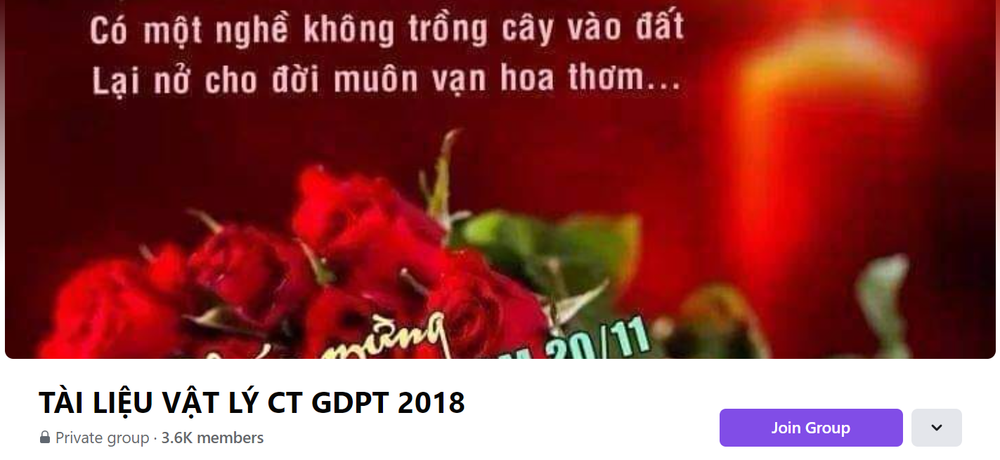 Có một nghề không trồng cây vào đất
Lại nở cho đời muôn vạn hoa thơm...
mừng
20/11
TÀI LIỆU VẬT LÝ CT GDPT 2018
Private group · 3.6K members
Join Group